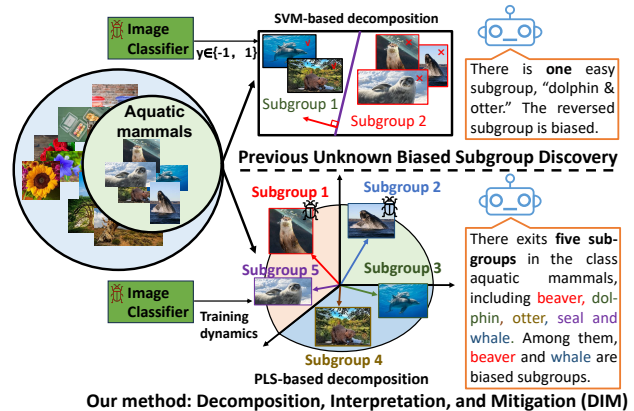 SVM-based decomposition
Image
Classifier
y∈{-1, 1}
Subgroup 1
Subgroup 2
There is one easy
subgroup, “dolphin &
otter.” The reversed
subgroup is biased.
Aquatic
mammals
Previous Unknown Biased Subgroup Discovery
Subgroup 1
Subgroup 2
Subgroup 5
Subgroup 3
Image
Classifier
Training
dynamics
Subgroup 4
PLS-based decomposition
There exits five sub-
groups in the class
aquatic mammals,
including beaver, dol-
phin, otter, seal and
whale. Among them,
beaver and whale are
biased subgroups.
Our method: Decomposition, Interpretation, and Mitigation (DIM)